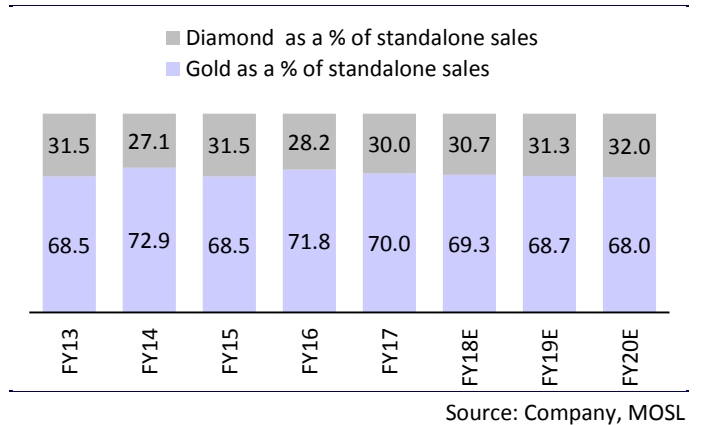 Diamond as a % of standalone sales
Gold as a % of standalone sales
31.5 27.1 31.5 28.2 30.0 30.7 31.3 32.0
68.5 72.9 68.5 71.8 70.0 69.3 68.7 68.0
FY13 FY14 FY15 FY16 FY17 FY18E FY19E FY20E
Source: Company, MOSL